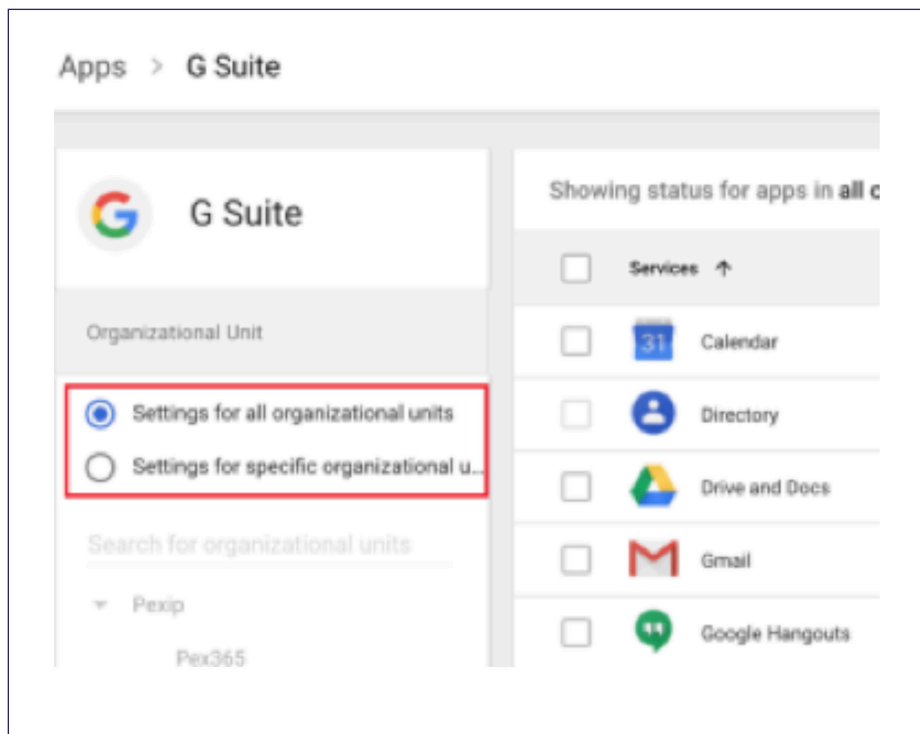 Apps > G Suite
G Suite
Organizational Unit
Settings for all organizational units
Settings for specific organizational u...
Search for organizational units
Pexip
Pex365
Showing status for apps in all o
Services ↑
31 Calendar
Directory
Drive and Docs
Gmail
Google Hangouts